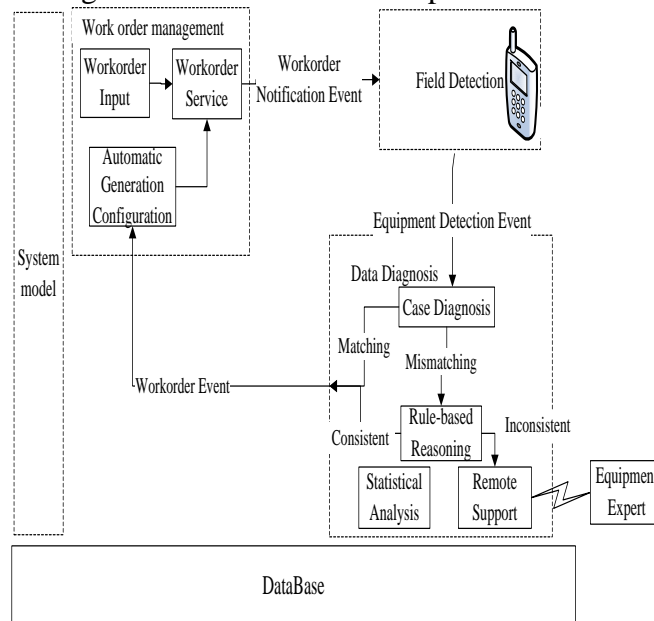 Work order management
Workorder
Input
Workorder
Service
Workorder
Notification Event
Field Detection
Automatic
Generation
Configuration
Equipment Detection Event
System
model
Data Diagnosis
Case Diagnosis
Matching
Mismatching
Workorder Event
Rule-based
Reasoning
Consistent
Inconsistent
Statistical
Analysis
Remote
Support
Equipmen
Expert
DataBase